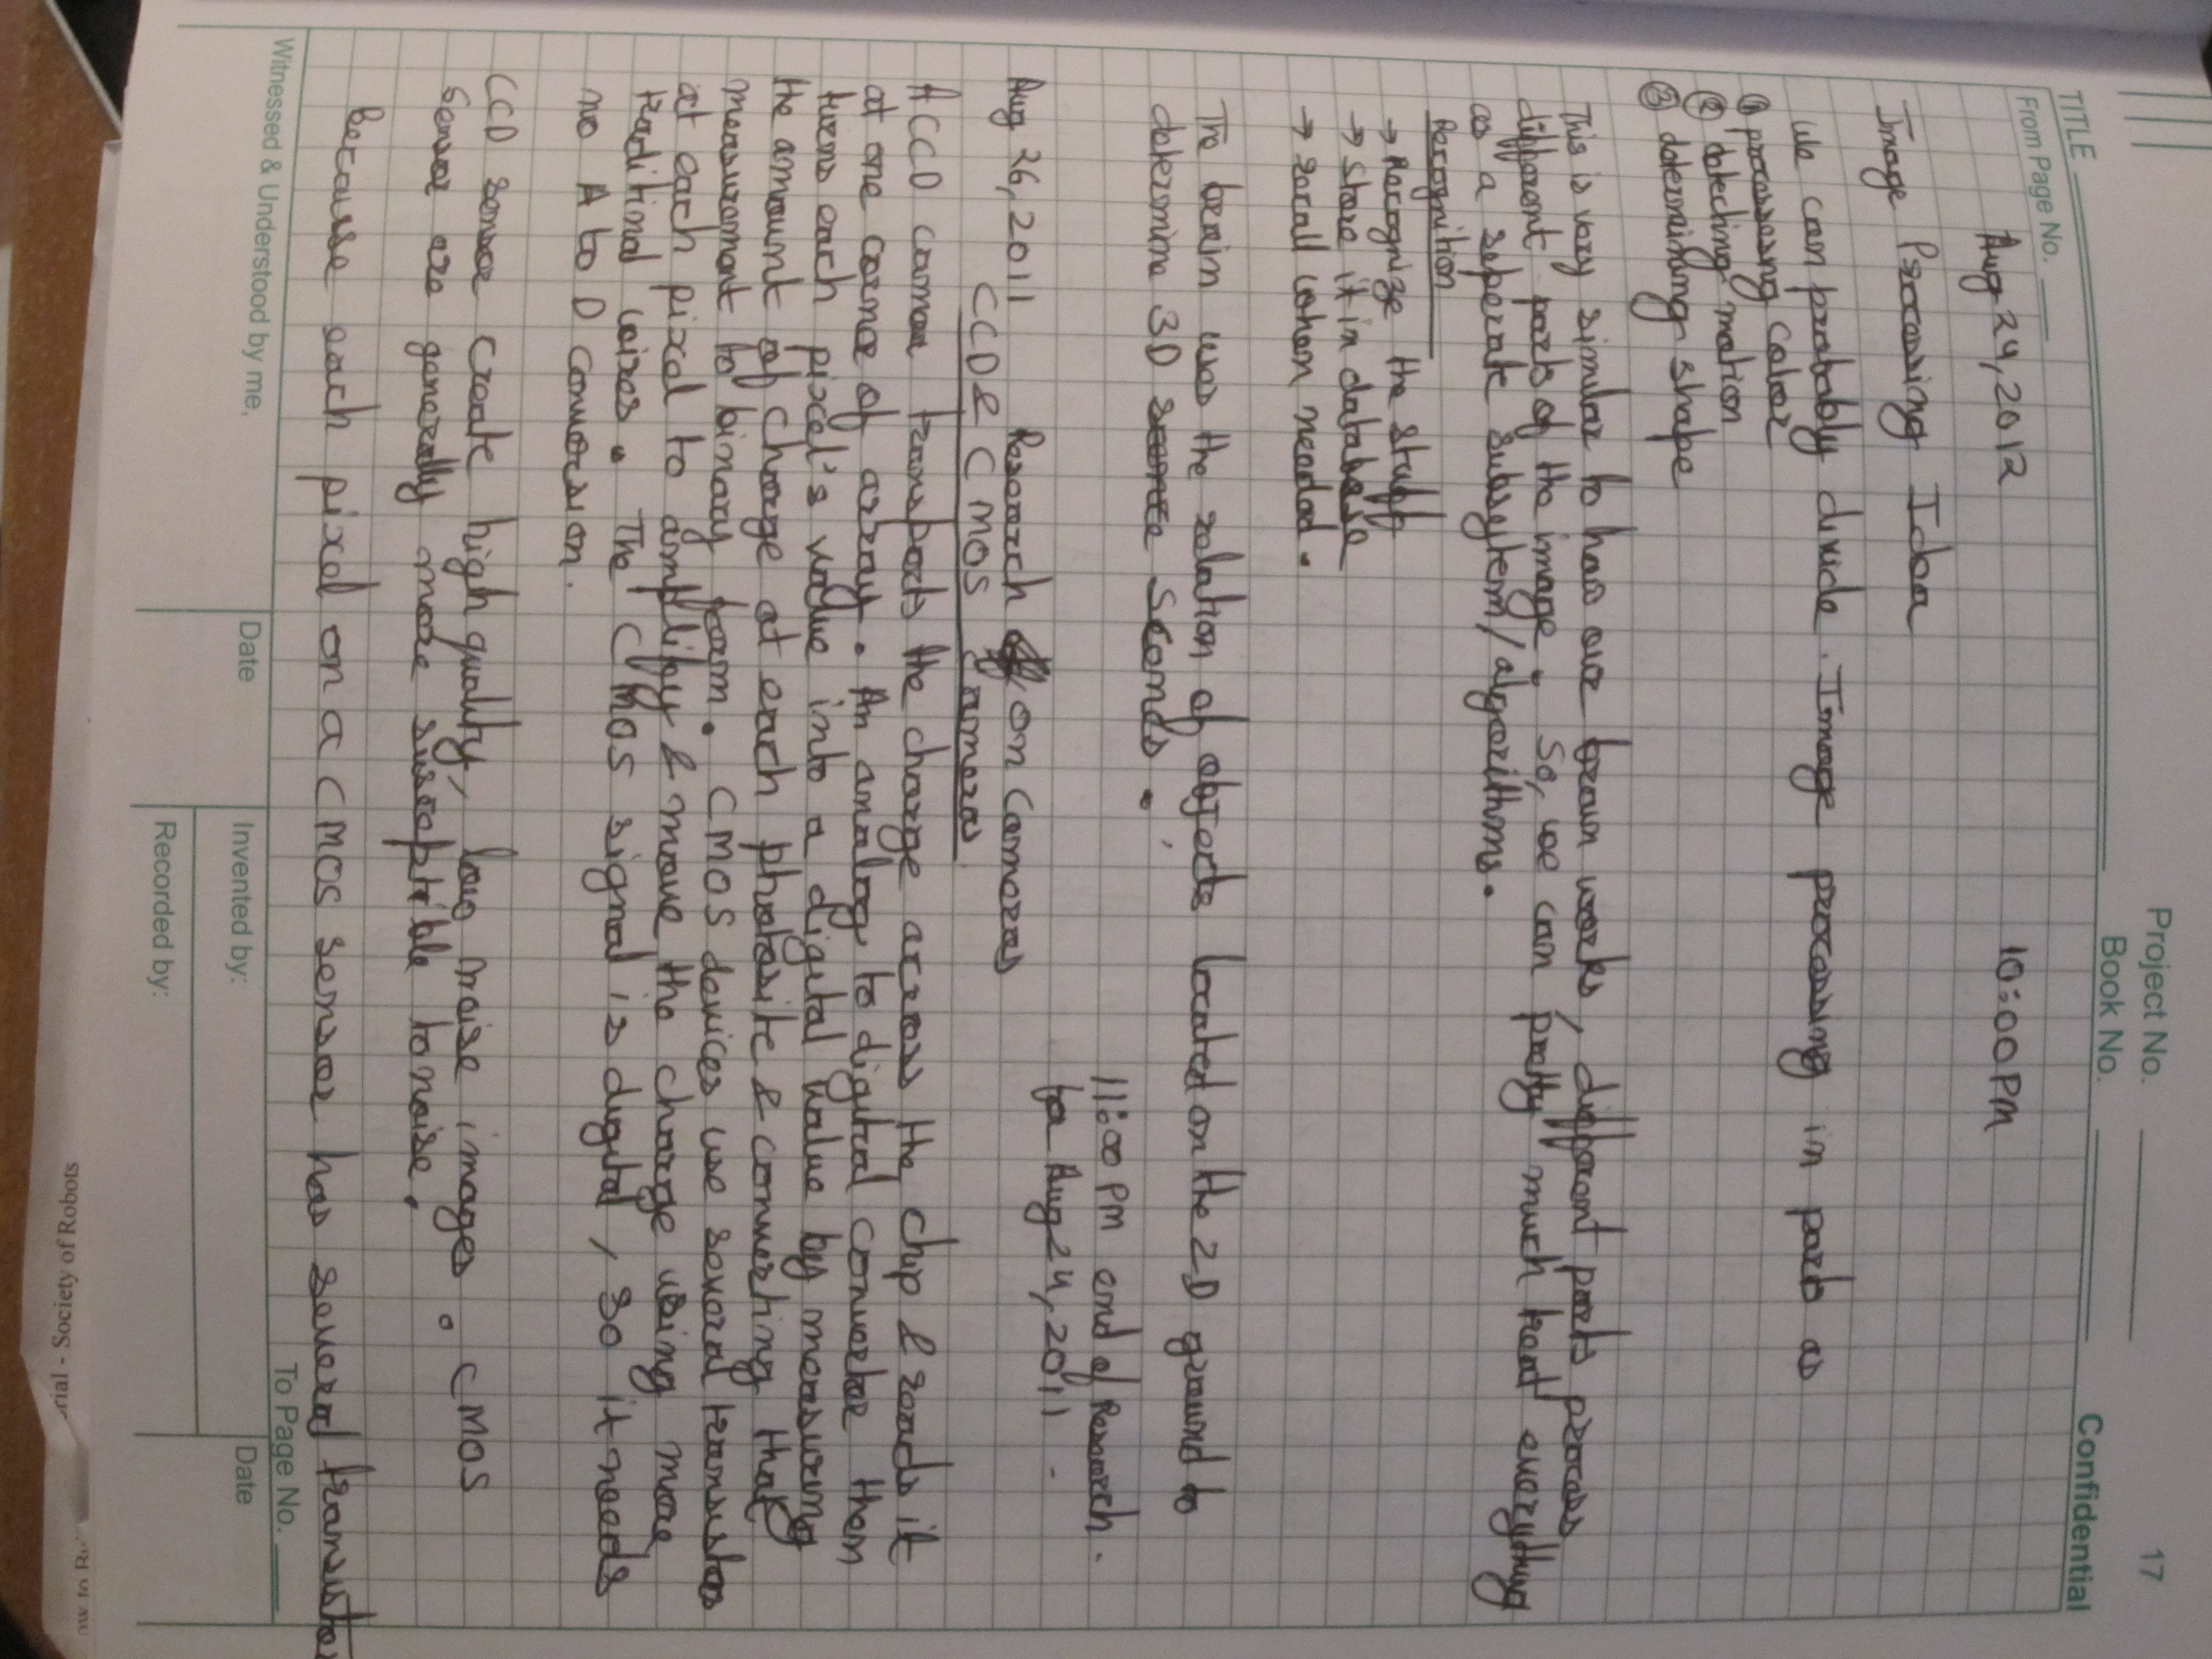 Project No.
17
Book No.
Confidential
TITLE
From Page No.
Aug 24, 2012
10:00 PM
Image Processing Idea
We can probably divide. Image processing in parts as
① processing color
② detecting motion
③ determining shape
This is very similar to how our brain works, different parts process
different parts of the image. So, we can pretty much treat everything
as a seperate subsytem/algorithms.
Recognition
→ Recognize the stuff
→ Store it in database
→ recall when needed.
The brain uses the relation of objects located on the 2D ground to
determine 3D Sconds.
11:00 PM end of Research.
for Aug 24, 2011 -
Aug 26, 2011 Research on Cameras
CCD & CMOS Cameras
A CCD camera transports the charge across the chip & reads it
at one corner of array. An analog to digital converter then
turns each pixel's value into a digital value by measuring
the amount of charge at each photosite & converting that
measurement to binary form. CMOS devices use several transistors
at each pixel to amplify & move the charge using more
traditinal wires. The CMOS signal is digital, so it needs
no A to D Conversion.
CCD sensor create high quality, low noise images. CMOS
sensor are generally more susceptible to noise.
Because each pixel on a CMOS sensor has several transistor
To Page No.
Witnessed & Understood by me,
Date
Invented by:
Date
Recorded by:
rial - Society of Robots